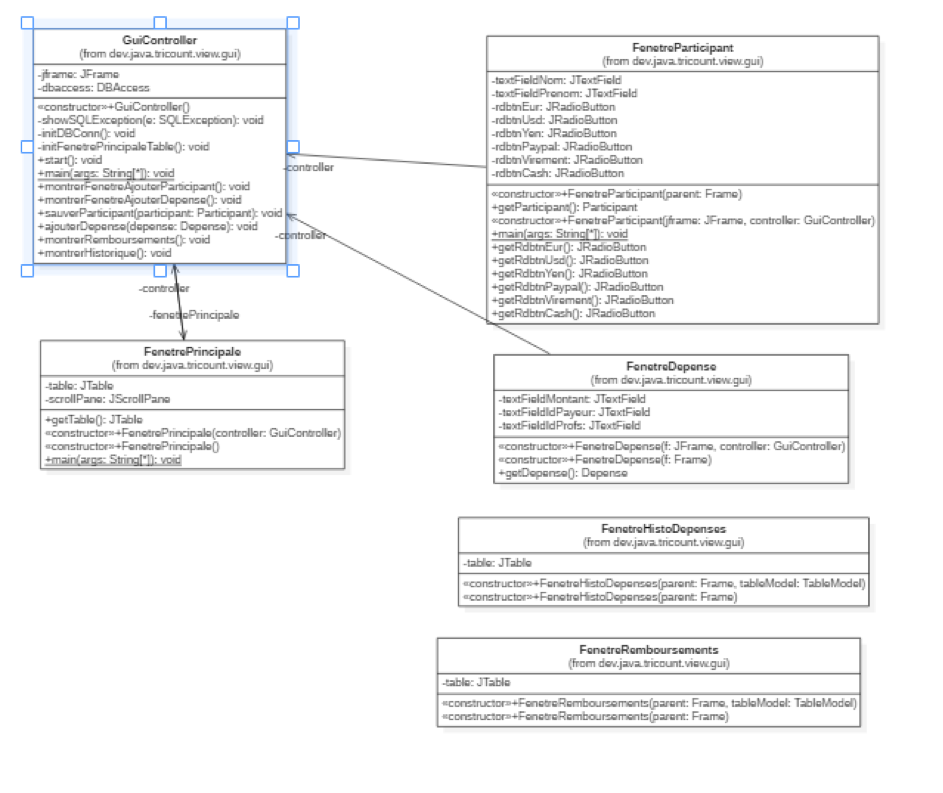 GuiController
(from dev.java.tricount.view.gui)
-jframe: JFrame
-dbaccess: DBAccess
«constructor»+GuiController()
-showSQLException(e: SQLException): void
-initDBConn(): void
-initFenetrePrincipaleTable(): void
+start(): void
+main(args: String[*]): void
+montrerFenetreAjouterParticipant(): void
+montrerFenetreAjouterDepense(): void
+sauverParticipant(participant: Participant): void
+ajouterDepense(depense: Depense): void
+montrerRemboursements(): void
+montrerHistorique(): void
FenetreParticipant
(from dev.java.tricount.view.gui)
-textFieldNom: JTextField
-textFieldPrenom: JTextField
-rdbtnEur: JRadioButton
-rdbtnUsd: JRadioButton
-rdbtnYen: JRadioButton
-rdbtnPaypal: JRadioButton
-rdbtnVirement: JRadioButton
-rdbtnCash: JRadioButton
«constructor»+FenetreParticipant(parent: Frame)
+getParticipant(): Participant
«constructor»+FenetreParticipant(jframe: JFrame, controller: GuiController)
+main(args: String[*]): void
+getRdbtnEur(): JRadioButton
+getRdbtnUsd(): JRadioButton
+getRdbtnYen(): JRadioButton
+getRdbtnPaypal(): JRadioButton
+getRdbtnVirement(): JRadioButton
+getRdbtnCash(): JRadioButton
-controller
-controller
-controller
-fenetrePrincipale
FenetrePrincipale
(from dev.java.tricount.view.gui)
-table: JTable
-scrollPane: JScrollPane
+getTable(): JTable
«constructor»+FenetrePrincipale(controller: GuiController)
«constructor»+FenetrePrincipale()
+main(args: String[*]): void
FenetreDepense
(from dev.java.tricount.view.gui)
-textFieldMontant: JTextField
-textFieldIdPayeur: JTextField
-textFieldIdProfs: JTextField
«constructor»+FenetreDepense(f: JFrame, controller: GuiController)
«constructor»+FenetreDepense(f: Frame)
+getDepense(): Depense
FenetreHistoDepenses
(from dev.java.tricount.view.gui)
-table: JTable
«constructor»+FenetreHistoDepenses(parent: Frame, tableModel: TableModel)
«constructor»+FenetreHistoDepenses(parent: Frame)
FenetreRemboursements
(from dev.java.tricount.view.gui)
-table: JTable
«constructor»+FenetreRemboursements(parent: Frame, tableModel: TableModel)
«constructor»+FenetreRemboursements(parent: Frame)